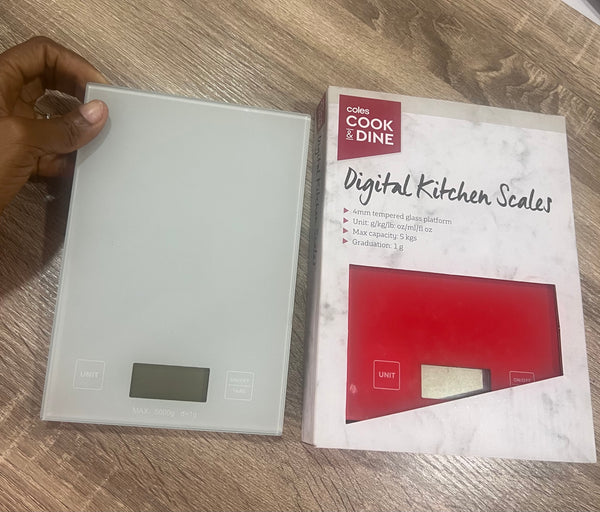 UNIT
ON/OFF
TARE
MAX: 5000g d=1g
coles
COOK
&
DINE
Digital Kitchen Scales
4mm tempered glass platform
Unit: g/kg/lb: oz/ml/fl oz
Max capacity: 5 kgs
Graduation: 1 g
UNIT
ON/OFF